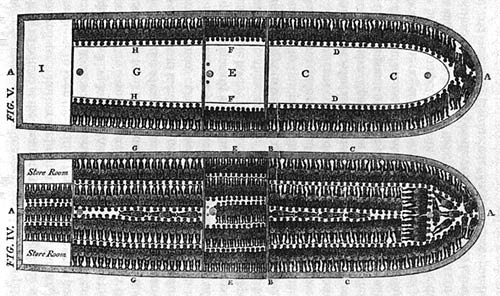 H F D
A I G E C C A
H F D
FIG. V.
G E B C
Store Room
A A
Store Room
FIG. IV.
G E B C